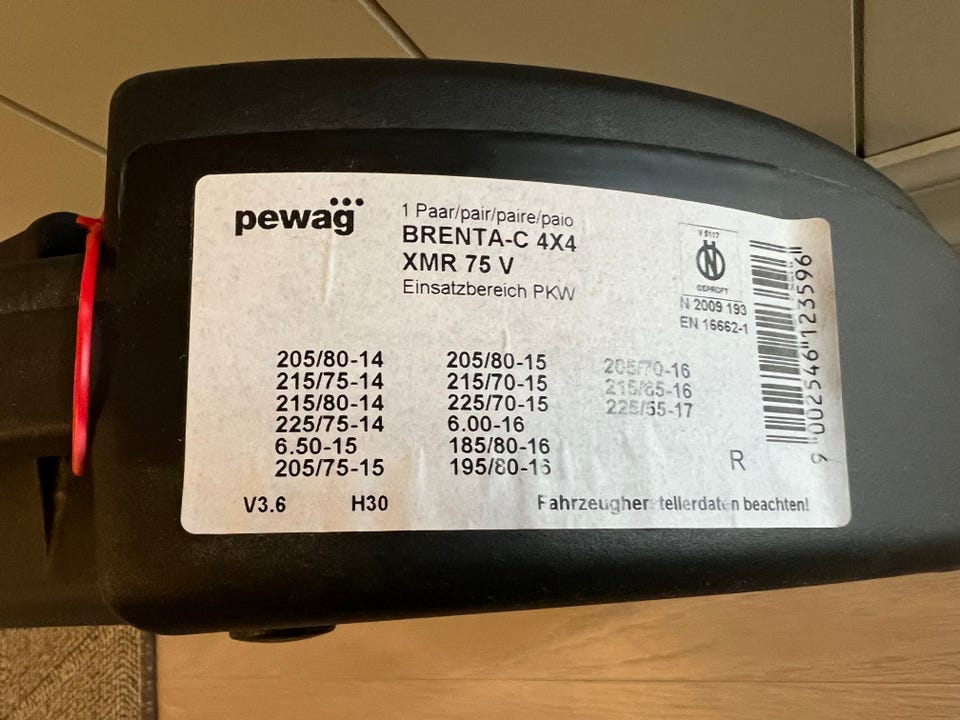 pewag
1 Paar/pair/paire/paio
BRENTA-C 4X4
XMR 75 V
Einsatzbereich PKW
V 5117
GEPRÜFT
N 2009 193
EN 16662-1
205/80-14
215/75-14
215/80-14
225/75-14
6.50-15
205/75-15
205/80-15
215/70-15
225/70-15
6.00-16
185/80-16
195/80-16
205/70-16
215/65-16
225/55-17
R
V3.6
H30
Fahrzeugherstellerdaten beachten!
9 002546 123596